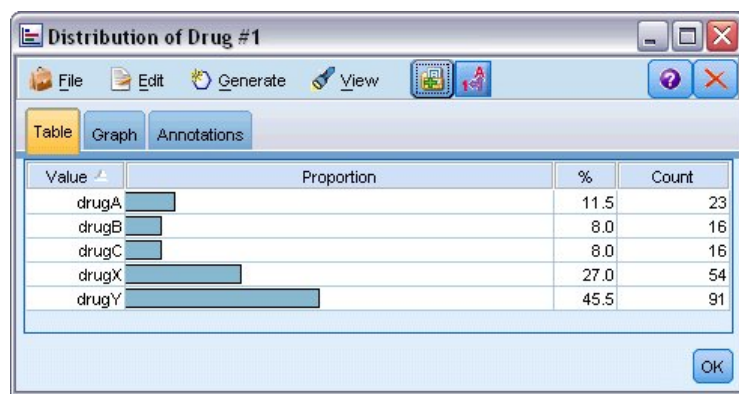 Distribution of Drug #1
File Edit Generate View 1 A ?
Table Graph Annotations
Value Proportion % Count
drugA 11.5 23
drugB 8.0 16
drugC 8.0 16
drugX 27.0 54
drugY 45.5 91
OK